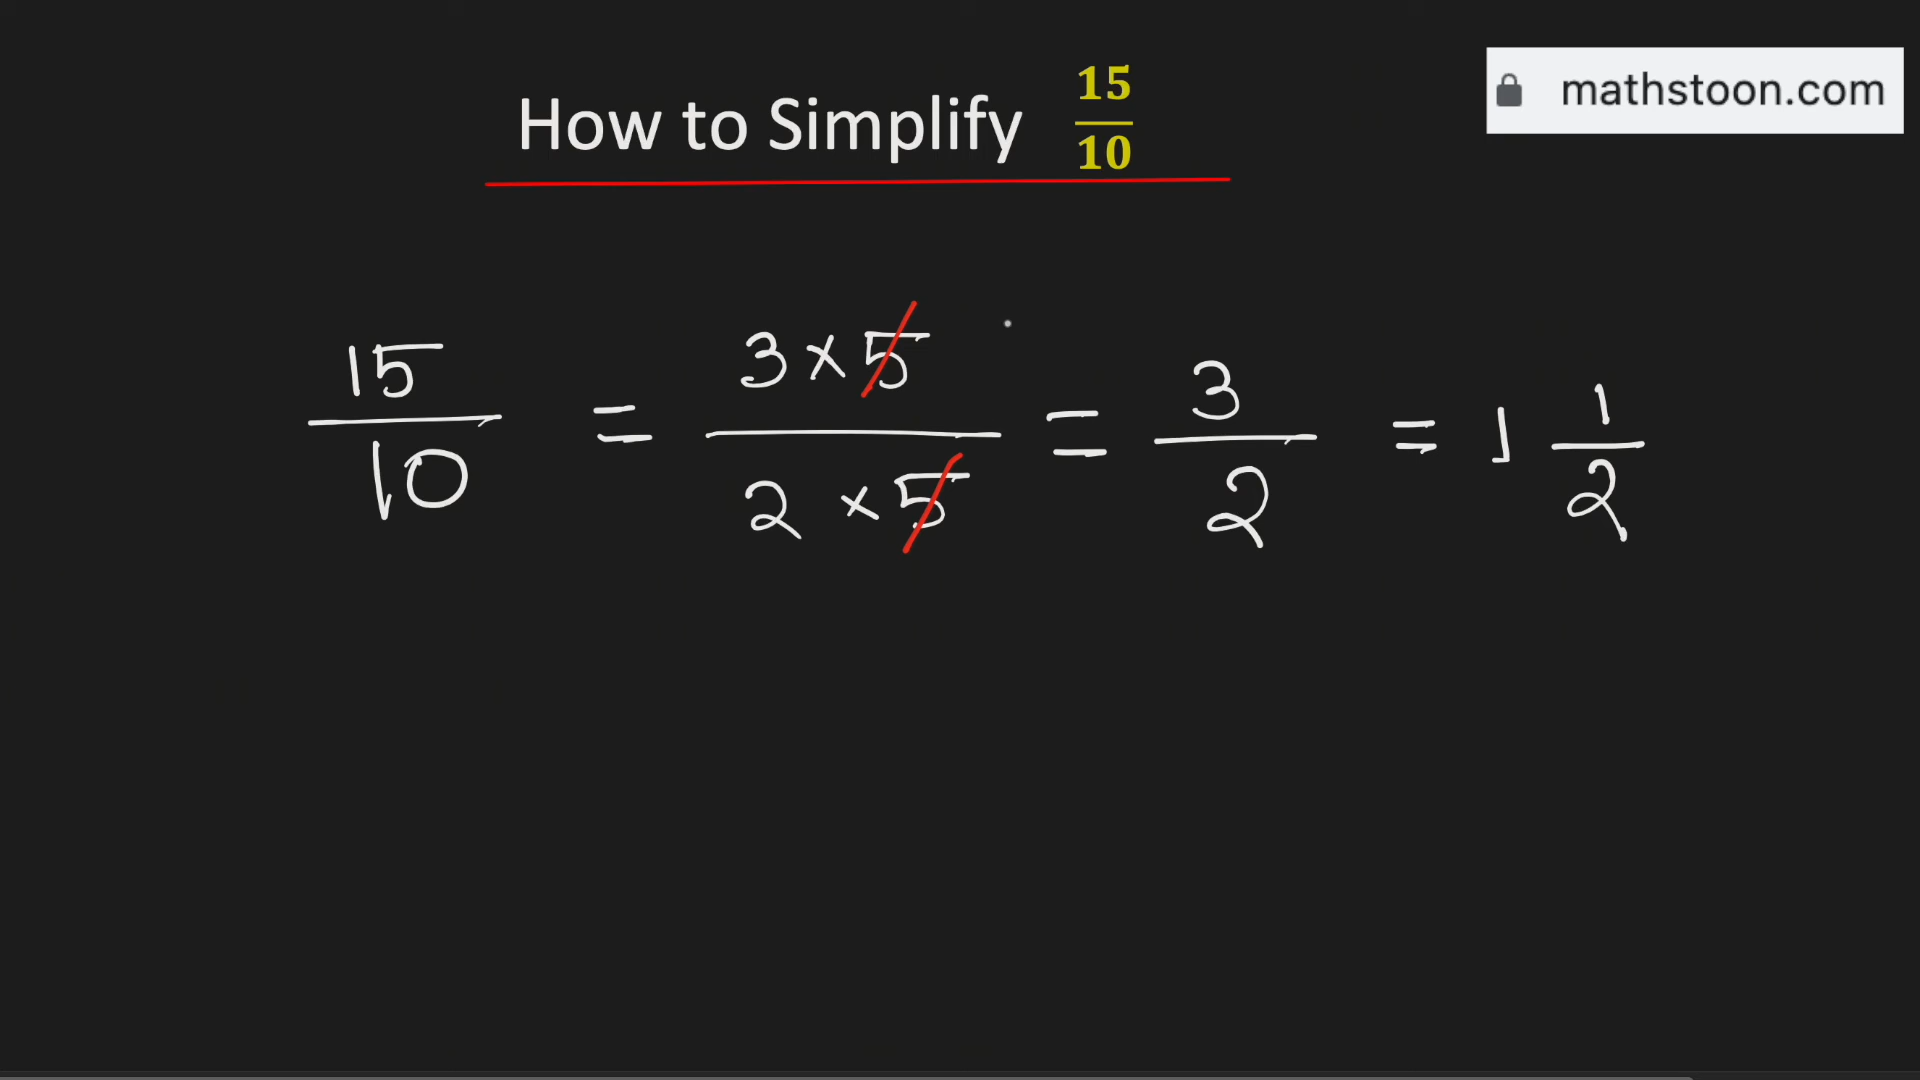 How to Simplify 15/10
mathstoon.com
15/10 = 3 × 5 / 2 × 5 = 3/2 = 1 1/2